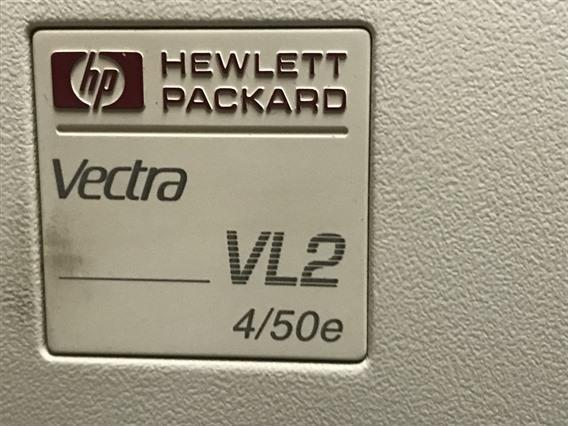 hp HEWLETT
PACKARD
Vectra
VL2
4/50e